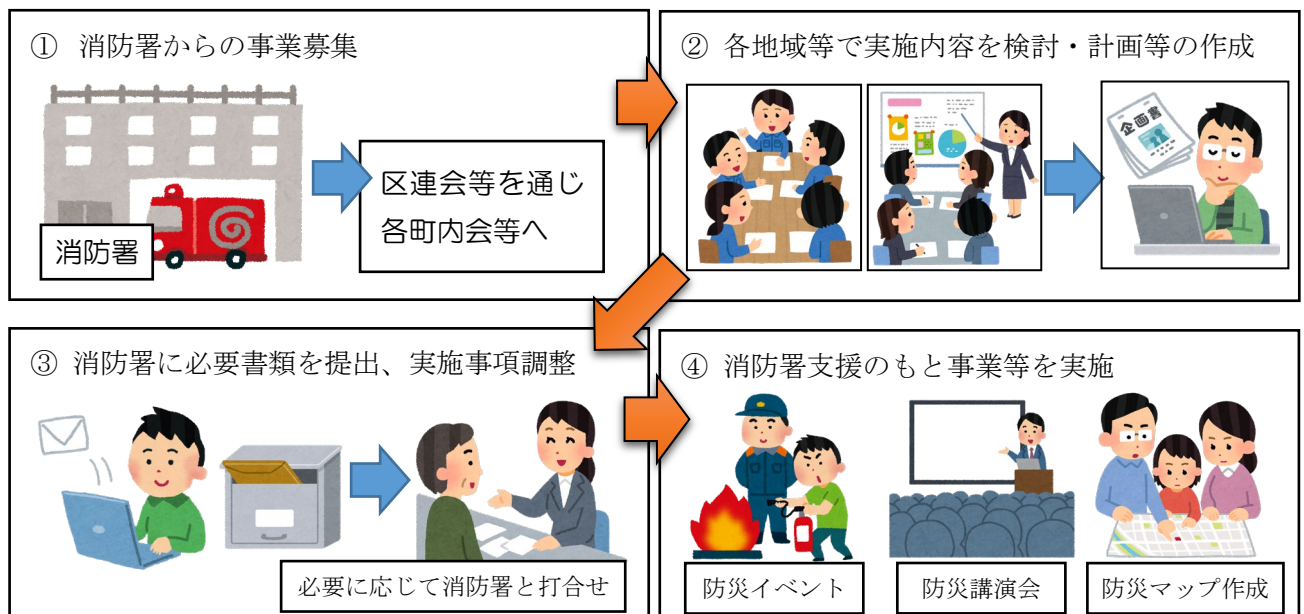 ① 消防署からの事業募集
消防署
区連会等を通じ
各町内会等へ
② 各地域等で実施内容を検討・計画等の作成
企画書
③ 消防署に必要書類を提出、実施事項調整
必要に応じて消防署と打合せ
④ 消防署支援のもと事業等を実施
防災イベント
防災講演会
防災マップ作成